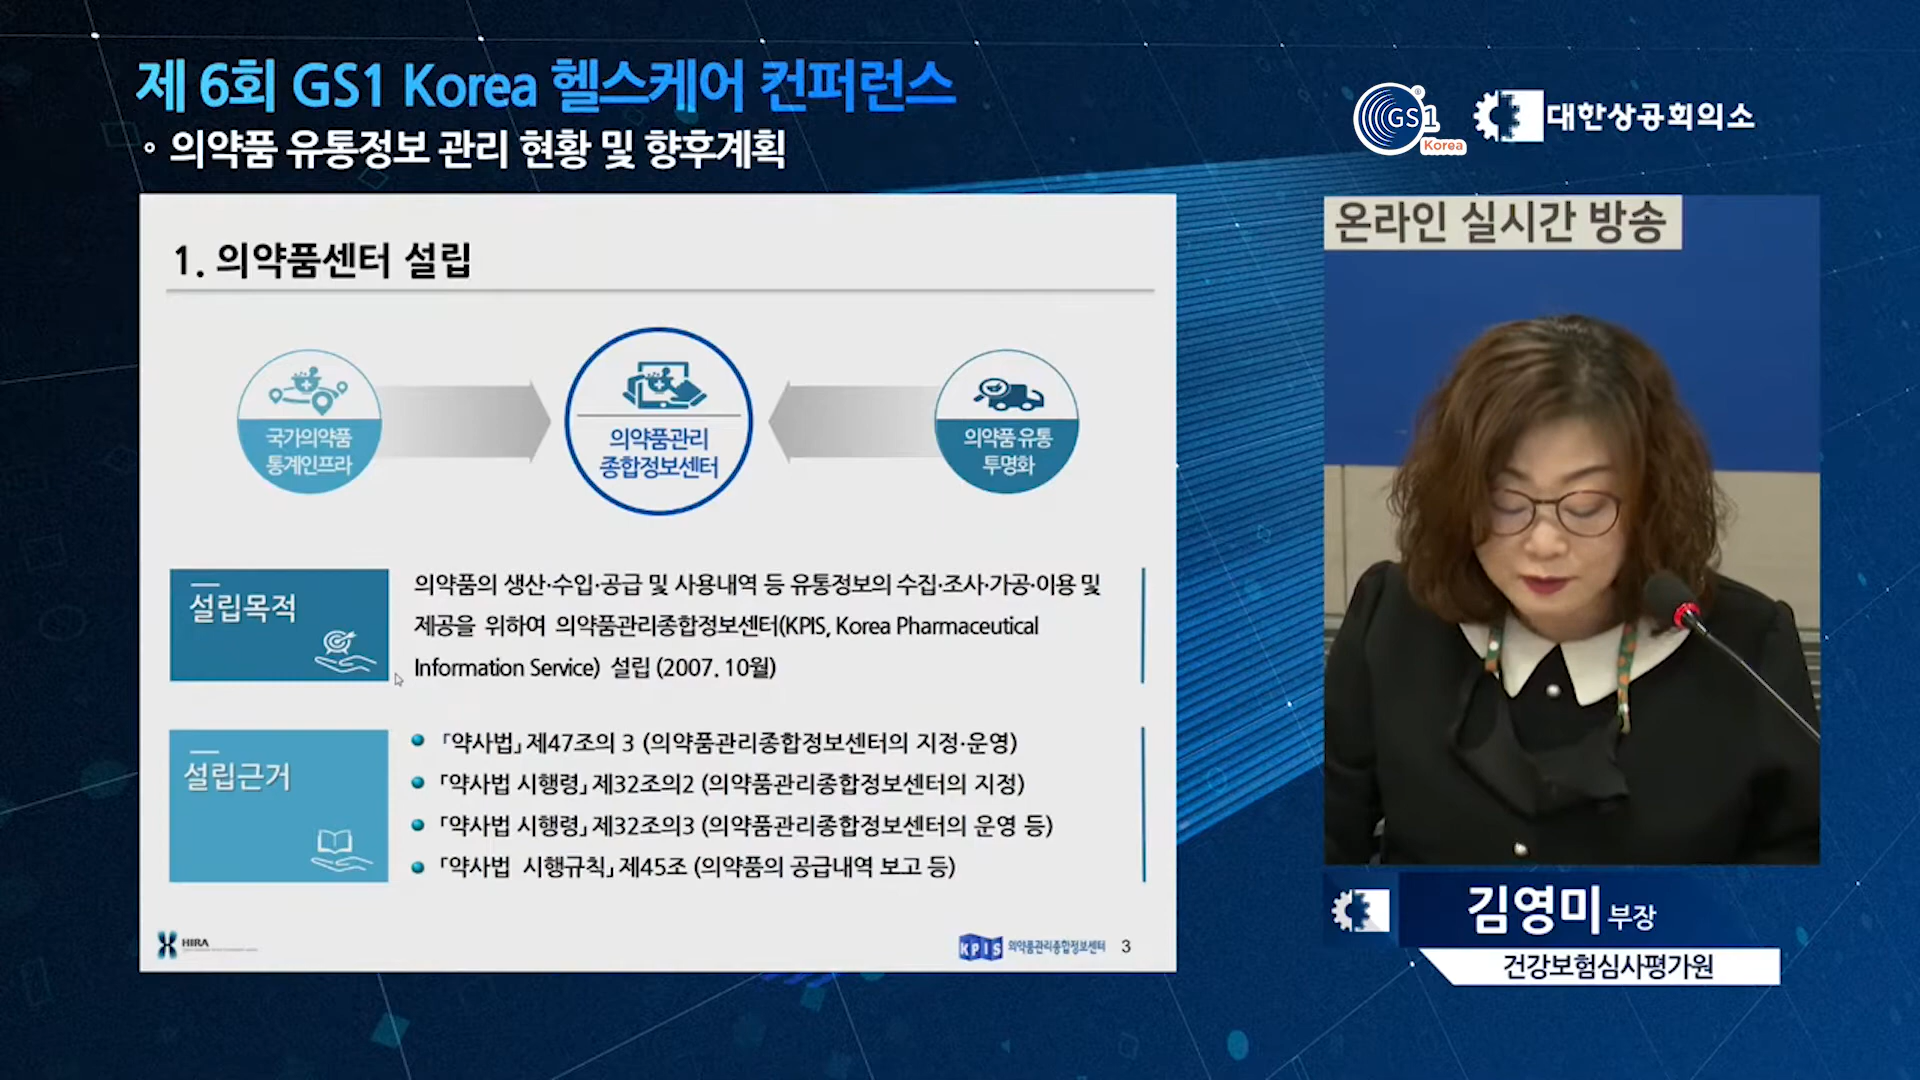 제 6회 GS1 Korea 헬스케어 컨퍼런스
의약품 유통정보 관리 현황 및 향후계획
GS1 Korea
대한상공회의소
온라인 실시간 방송
1. 의약품센터 설립
국가의약품
통계인프라
의약품관리
종합정보센터
의약품 유통
투명화
설립목적
의약품의 생산·수입·공급 및 사용내역 등 유통정보의 수집·조사·가공·이용 및
제공을 위하여 의약품관리종합정보센터(KPIS, Korea Pharmaceutical
Information Service) 설립 (2007. 10월)
설립근거
「약사법」 제47조의 3 (의약품관리종합정보센터의 지정·운영)
「약사법 시행령」 제32조의2 (의약품관리종합정보센터의 지정)
「약사법 시행령」 제32조의3 (의약품관리종합정보센터의 운영 등)
「약사법 시행규칙」 제45조 (의약품의 공급내역 보고 등)
HIRA
KPIS 의약품관리종합정보센터 3
김영미 부장
건강보험심사평가원